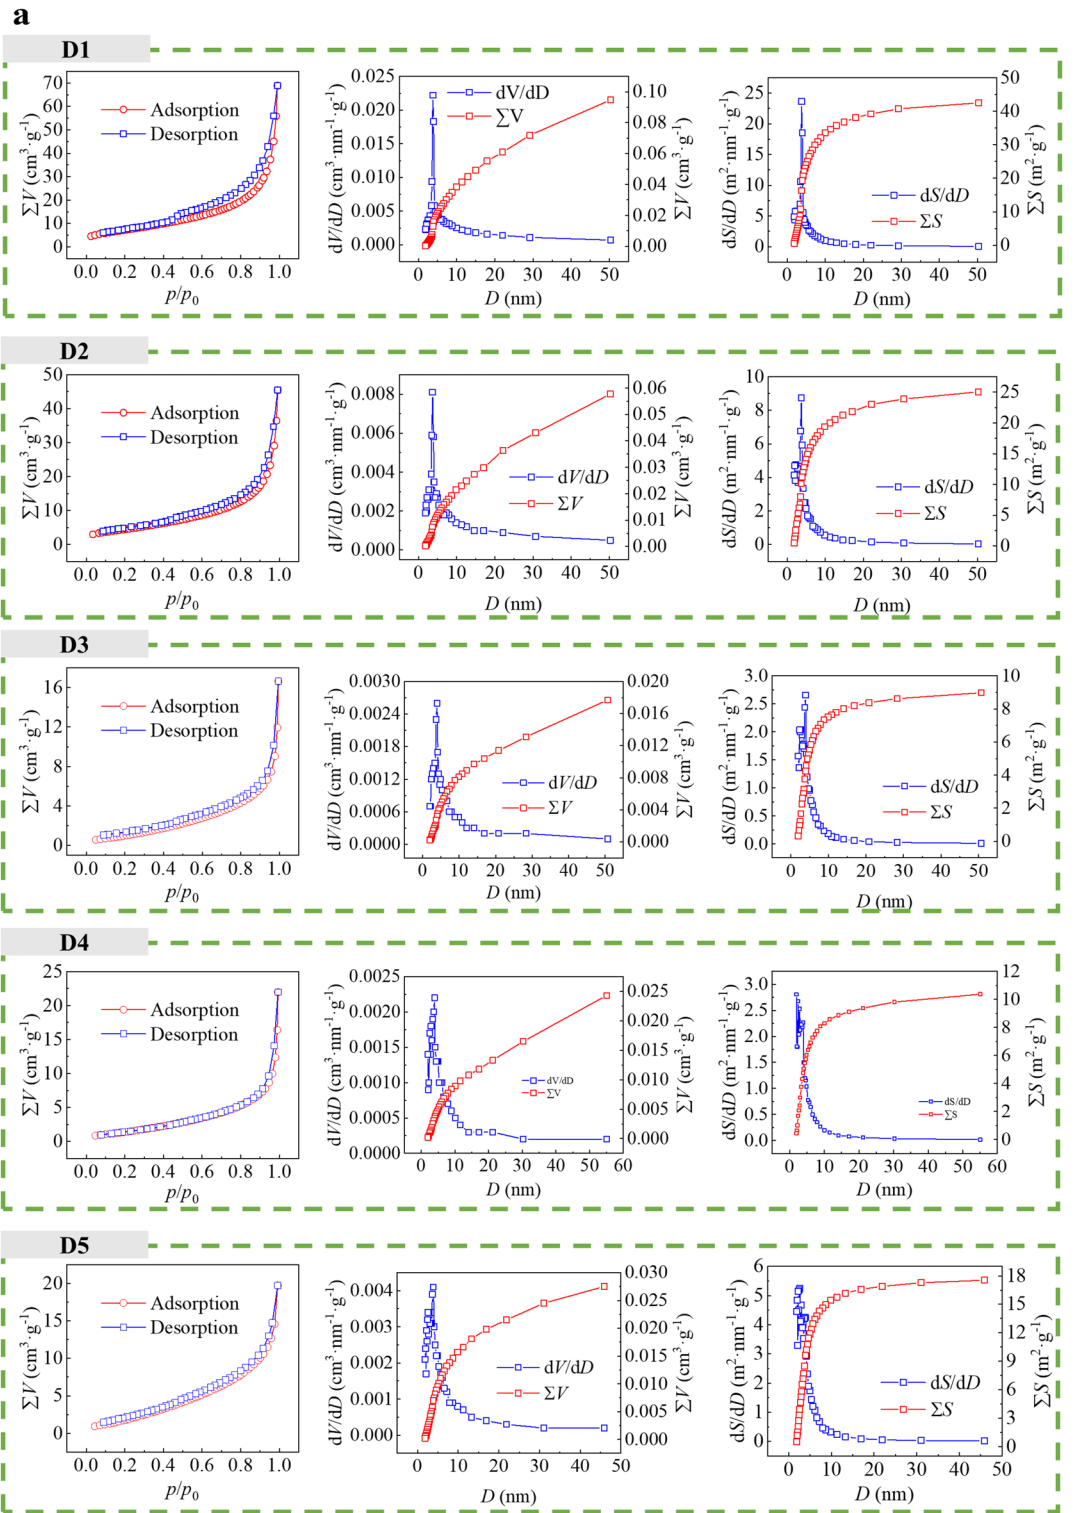 a
D1
ΣV (cm³·g⁻¹)
70
60
50
40
30
20
10
0
Adsorption
Desorption
0.0 0.2 0.4 0.6 0.8 1.0
p/p₀
dV/dD (cm³·nm⁻¹·g⁻¹)
0.025
0.020
0.015
0.010
0.005
0.000
dV/dD
ΣV
0.10
0.08
0.06
0.04
0.02
0.00
ΣV (cm³·g⁻¹)
0 10 20 30 40 50
D (nm)
dS/dD (m²·nm⁻¹·g⁻¹)
25
20
15
10
5
0
dS/dD
ΣS
50
40
30
20
10
0
ΣS (m²·g⁻¹)
0 10 20 30 40 50
D (nm)
D2
ΣV (cm³·g⁻¹)
50
40
30
20
10
0
Adsorption
Desorption
0.0 0.2 0.4 0.6 0.8 1.0
p/p₀
dV/dD (cm³·nm⁻¹·g⁻¹)
0.008
0.006
0.004
0.002
0.000
dV/dD
ΣV
0.06
0.05
0.04
0.03
0.02
0.01
0.00
ΣV (cm³·g⁻¹)
0 10 20 30 40 50
D (nm)
dS/dD (m²·nm⁻¹·g⁻¹)
10
8
6
4
2
0
dS/dD
ΣS
25
20
15
10
5
0
ΣS (m²·g⁻¹)
0 10 20 30 40 50
D (nm)
D3
ΣV (cm³·g⁻¹)
16
12
8
4
0
Adsorption
Desorption
0.0 0.2 0.4 0.6 0.8 1.0
p/p₀
dV/dD (cm³·nm⁻¹·g⁻¹)
0.0030
0.0024
0.0018
0.0012
0.0006
0.0000
dV/dD
ΣV
0.020
0.016
0.012
0.008
0.004
0.000
ΣV (cm³·g⁻¹)
0 10 20 30 40 50
D (nm)
dS/dD (m²·nm⁻¹·g⁻¹)
3.0
2.5
2.0
1.5
1.0
0.5
0.0
dS/dD
ΣS
10
8
6
4
2
0
ΣS (m²·g⁻¹)
0 10 20 30 40 50
D (nm)
D4
ΣV (cm³·g⁻¹)
25
20
15
10
5
0
Adsorption
Desorption
0.0 0.2 0.4 0.6 0.8 1.0
p/p₀
dV/dD (cm³·nm⁻¹·g⁻¹)
0.0025
0.0020
0.0015
0.0010
0.0005
0.0000
dV/dD
ΣV
0.025
0.020
0.015
0.010
0.005
0.000
ΣV (cm³·g⁻¹)
0 10 20 30 40 50 60
D (nm)
dS/dD (m²·nm⁻¹·g⁻¹)
3.0
2.5
2.0
1.5
1.0
0.5
0.0
dS/dD
ΣS
12
10
8
6
4
2
0
ΣS (m²·g⁻¹)
0 10 20 30 40 50 60
D (nm)
D5
ΣV (cm³·g⁻¹)
20
15
10
5
0
Adsorption
Desorption
0.0 0.2 0.4 0.6 0.8 1.0
p/p₀
dV/dD (cm³·nm⁻¹·g⁻¹)
0.004
0.003
0.002
0.001
0.000
dV/dD
ΣV
0.030
0.025
0.020
0.015
0.010
0.005
0.000
ΣV (cm³·g⁻¹)
0 10 20 30 40 50
D (nm)
dS/dD (m²·nm⁻¹·g⁻¹)
6
5
4
3
2
1
0
dS/dD
ΣS
18
15
12
9
6
3
0
ΣS (m²·g⁻¹)
0 10 20 30 40 50
D (nm)